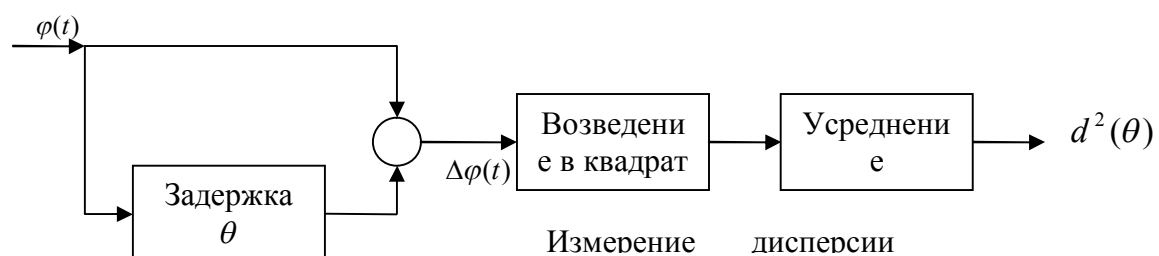 φ(t)
Возведени
е в квадрат
Усреднени
е
d²(θ)
Δφ(t)
Задержка
θ
Измерение дисперсии